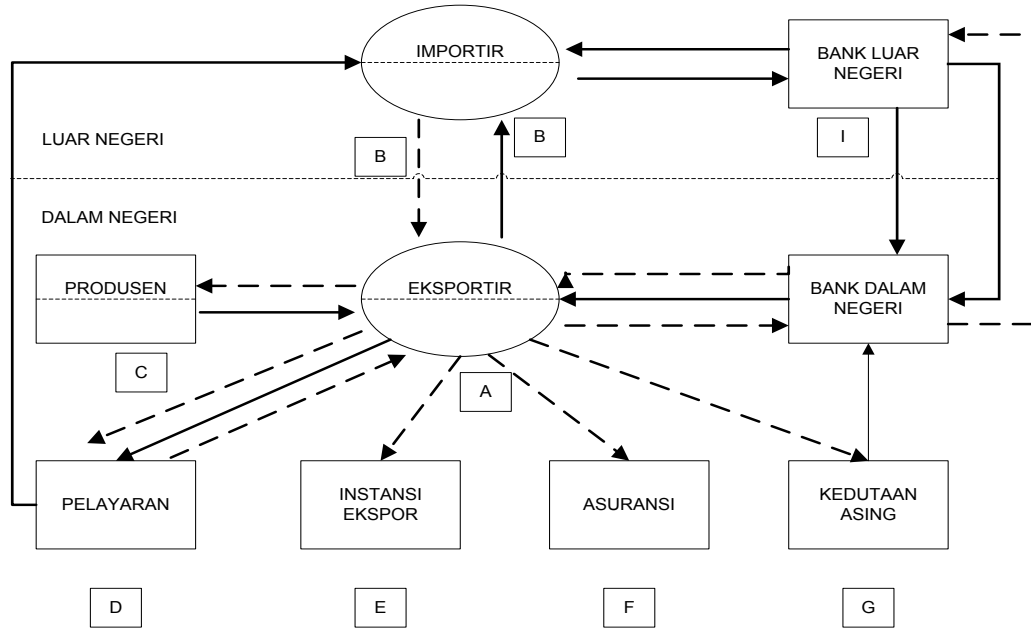 IMPORTIR
BANK LUAR
NEGERI
B
B
I
LUAR NEGERI
DALAM NEGERI
PRODUSEN
EKSPORTIR
BANK DALAM
NEGERI
C
A
PELAYARAN
INSTANSI
EKSPOR
ASURANSI
KEDUTAAN
ASING
D
E
F
G